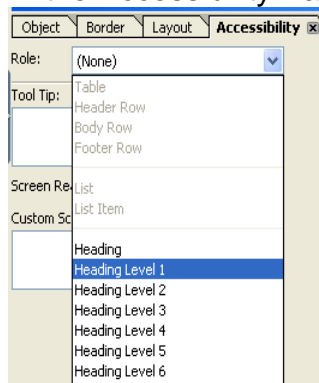 Object Border Layout Accessibility
Role: (None)
Table
Tool Tip:
Header Row
Body Row
Footer Row
List
Screen Re
List Item
Custom Sc
Heading
Heading Level 1
Heading Level 2
Heading Level 3
Heading Level 4
Heading Level 5
Heading Level 6